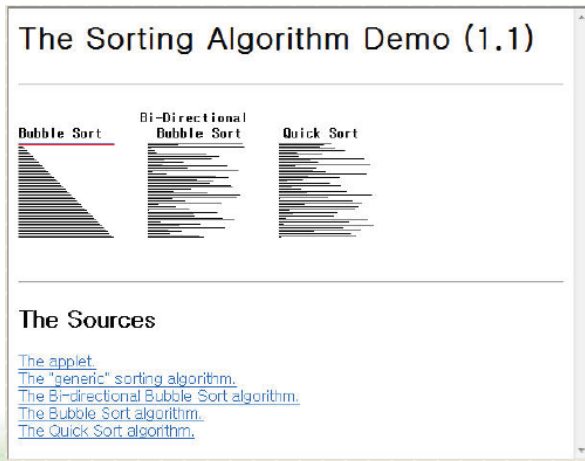 The Sorting Algorithm Demo (1.1)
Bubble Sort
Bi-Directional
Bubble Sort
Quick Sort
The Sources
The applet.
The "generic" sorting algorithm.
The Bi-directional Bubble Sort algorithm.
The Bubble Sort algorithm.
The Quick Sort algorithm.